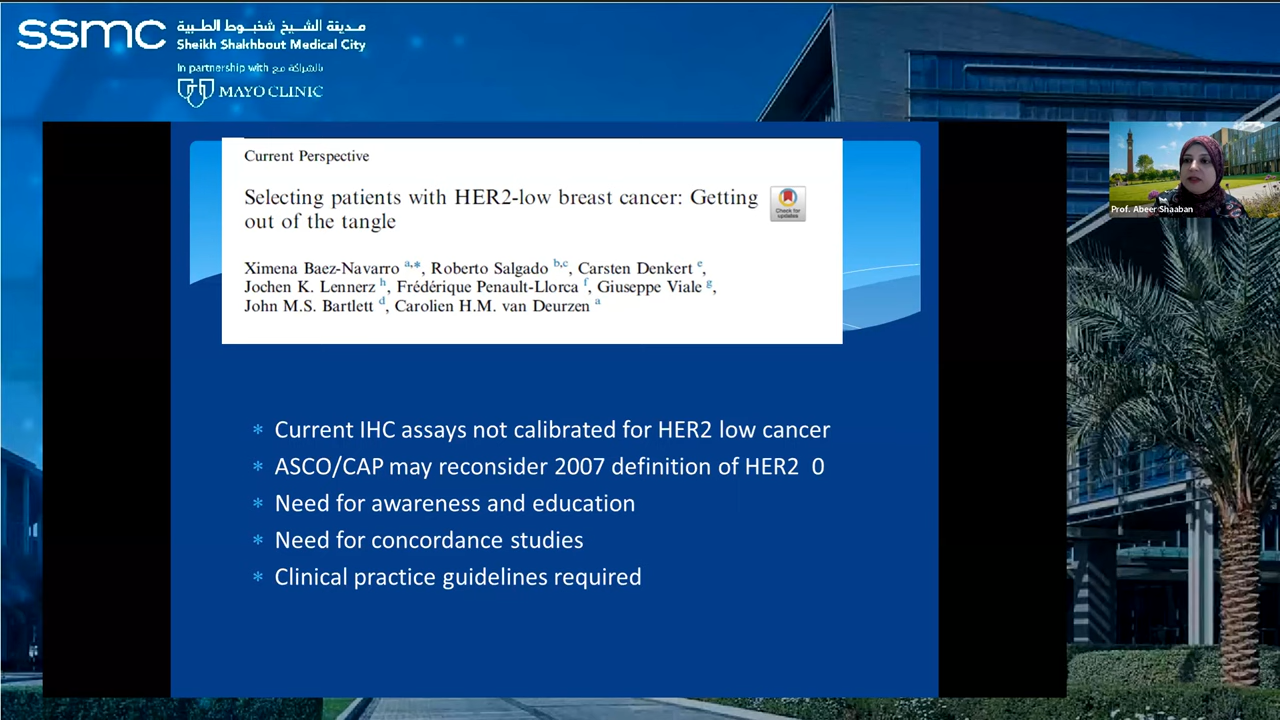 ssmc
مدينة الشيخ شخبوط الطبية
Sheikh Shakhbout Medical City
In partnership with بالشراكة مع
MAYO CLINIC
Current Perspective
Selecting patients with HER2-low breast cancer: Getting
out of the tangle
Check for
updates
Ximena Baez-Navarro a,*, Roberto Salgado b,c, Carsten Denkert e,
Jochen K. Lennerz h, Frédérique Penault-Llorca f, Giuseppe Viale g,
John M.S. Bartlett d, Carolien H.M. van Deurzen a
* Current IHC assays not calibrated for HER2 low cancer
* ASCO/CAP may reconsider 2007 definition of HER2 0
* Need for awareness and education
* Need for concordance studies
* Clinical practice guidelines required
Prof. Abeer Shaaban